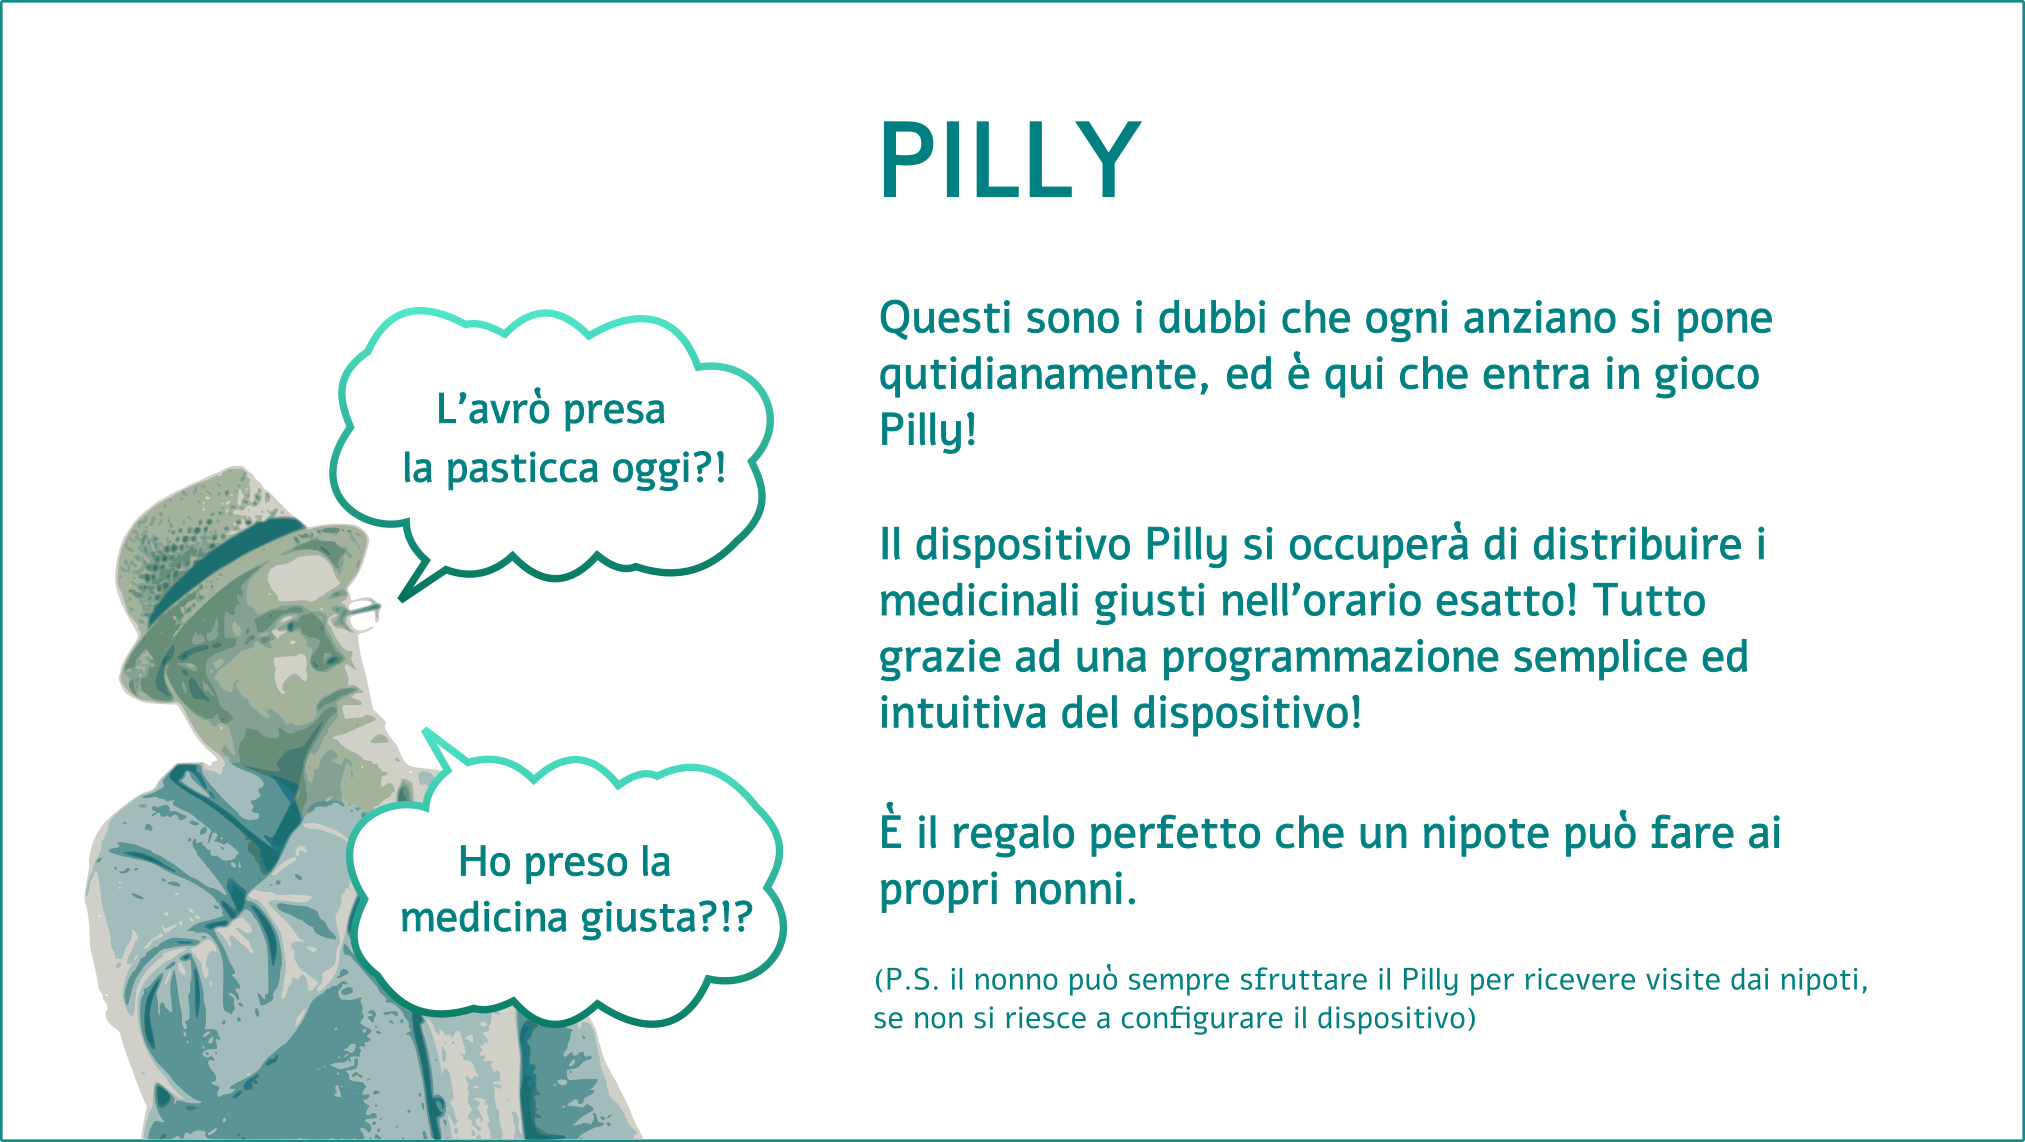 PILLY
L'avrò presa
la pasticca oggi?!
Ho preso la
medicina giusta?!?
Questi sono i dubbi che ogni anziano si pone
qutidianamente, ed è qui che entra in gioco
Pilly!
Il dispositivo Pilly si occuperà di distribuire i
medicinali giusti nell'orario esatto! Tutto
grazie ad una programmazione semplice ed
intuitiva del dispositivo!
È il regalo perfetto che un nipote può fare ai
propri nonni.
(P.S. il nonno può sempre sfruttare il Pilly per ricevere visite dai nipoti,
se non si riesce a configurare il dispositivo)